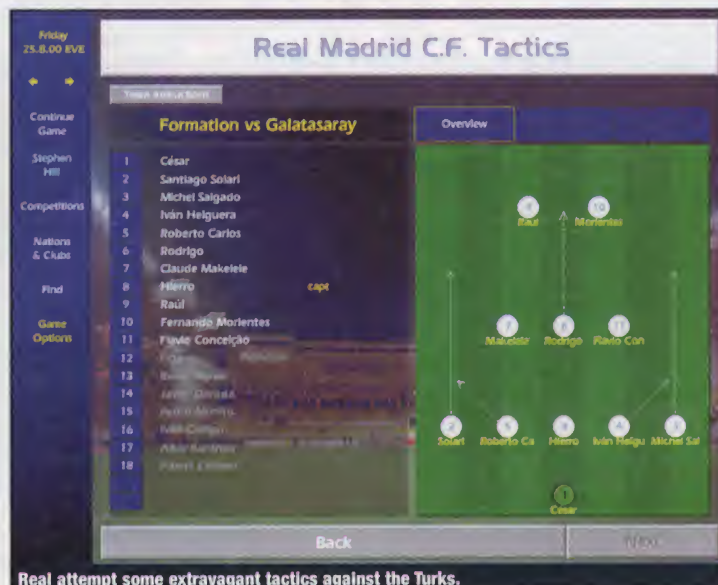 Friday
25.8.00 EVE
Continue
Game
Stephen
Hill
Competitions
Nations
& Clubs
Find
Game
Options
Real Madrid C.F. Tactics
Team Instructions
Formation vs Galatasaray
1 César
2 Santiago Solari
3 Michel Salgado
4 Iván Helguera
5 Roberto Carlos
6 Rodrigo
7 Claude Makelele
8 Hierro capt
9 Raúl
10 Fernando Morientes
11 Flavio Conceição
12
13
14
15
16
17
18
Overview
Raúl
10
Morientes
7
Makelele
6
Rodrigo
11
Flavio Con
2
Solari
5
Roberto Ca
Hierro
4
Iván Helgu
3
Michel Sal
1
César
Back
Next
Real attempt some extravagant tactics against the Turks.